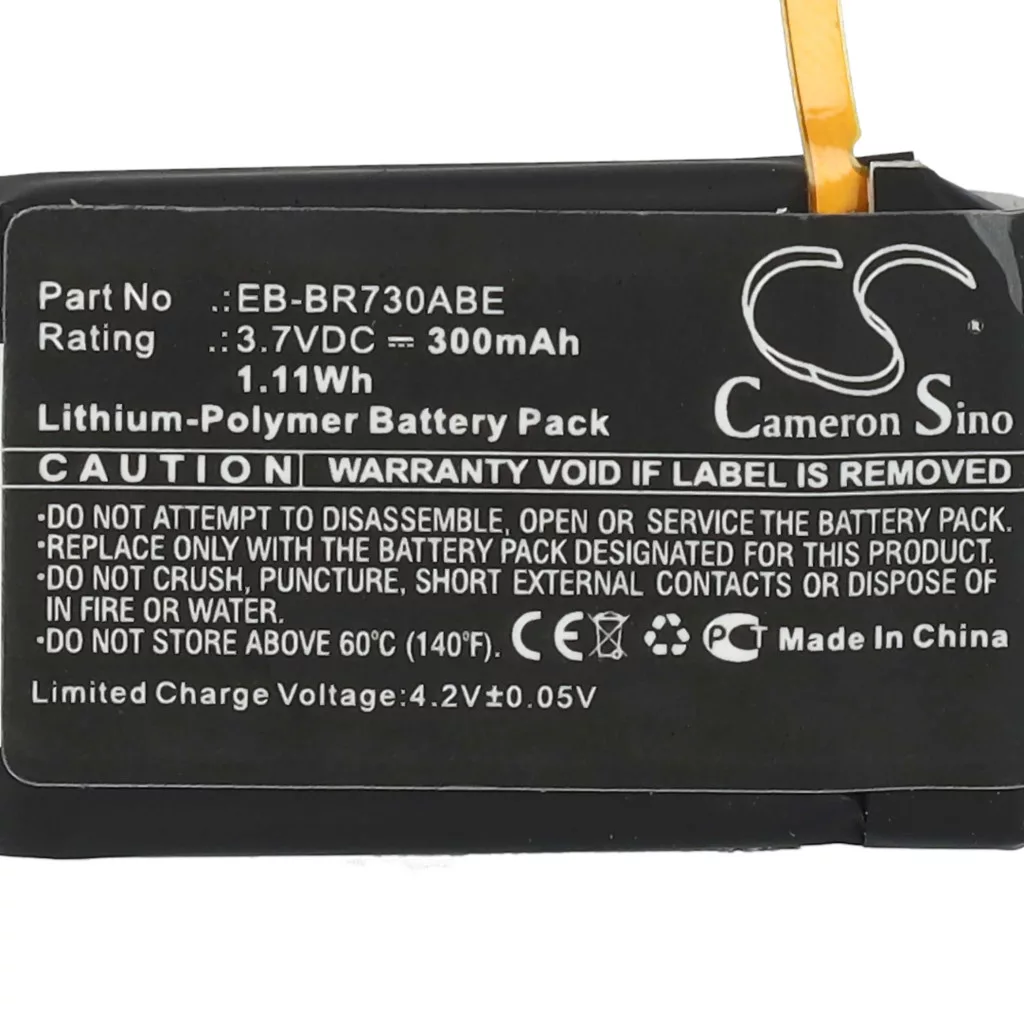 Part No .:EB-BR730ABE
Rating .:3.7VDC ⎓ 300mAh
1.11Wh
Lithium-Polymer Battery Pack
CS ®
Cameron Sino
CAUTION WARRANTY VOID IF LABEL IS REMOVED
•DO NOT ATTEMPT TO DISASSEMBLE, OPEN OR SERVICE THE BATTERY PACK.
•REPLACE ONLY WITH THE BATTERY PACK DESIGNATED FOR THIS PRODUCT.
•DO NOT CRUSH, PUNCTURE, SHORT EXTERNAL CONTACTS OR DISPOSE OF
IN FIRE OR WATER.
•DO NOT STORE ABOVE 60°C (140°F). CE PCT Made In China
Limited Charge Voltage:4.2V±0.05V